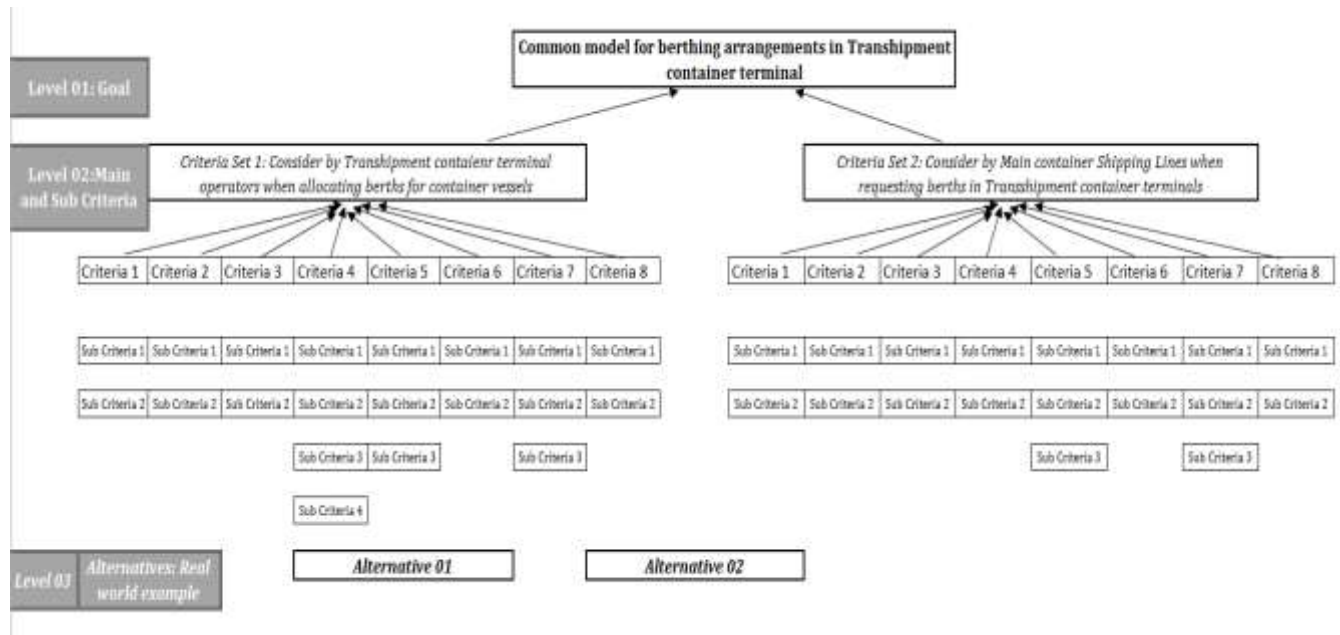 Common model for berthing arrangements in Transhipment
container terminal
Level 01: Goal
Level 02:Main
and Sub Criteria
Criteria Set 1: Consider by Transhipment contaienr terminal
operators when allocating berths for container vessels
Criteria Set 2: Consider by Main container Shipping Lines when
requesting berths in Transshipment container terminals
Criteria 1 Criteria 2 Criteria 3 Criteria 4 Criteria 5 Criteria 6 Criteria 7 Criteria 8
Criteria 1 Criteria 2 Criteria 3 Criteria 4 Criteria 5 Criteria 6 Criteria 7 Criteria 8
Sub Criteria 1 Sub Criteria 1 Sub Criteria 1 Sub Criteria 1 Sub Criteria 1 Sub Criteria 1 Sub Criteria 1 Sub Criteria 1
Sub Criteria 1 Sub Criteria 1 Sub Criteria 1 Sub Criteria 1 Sub Criteria 1 Sub Criteria 1 Sub Criteria 1 Sub Criteria 1
Sub Criteria 2 Sub Criteria 2 Sub Criteria 2 Sub Criteria 2 Sub Criteria 2 Sub Criteria 2 Sub Criteria 2 Sub Criteria 2
Sub Criteria 2 Sub Criteria 2 Sub Criteria 2 Sub Criteria 2 Sub Criteria 2 Sub Criteria 2 Sub Criteria 2 Sub Criteria 2
Sub Criteria 3 Sub Criteria 3 Sub Criteria 3
Sub Criteria 3 Sub Criteria 3
Sub Criteria 4
Level 03
Alternatives: Real
world example
Alternative 01
Alternative 02